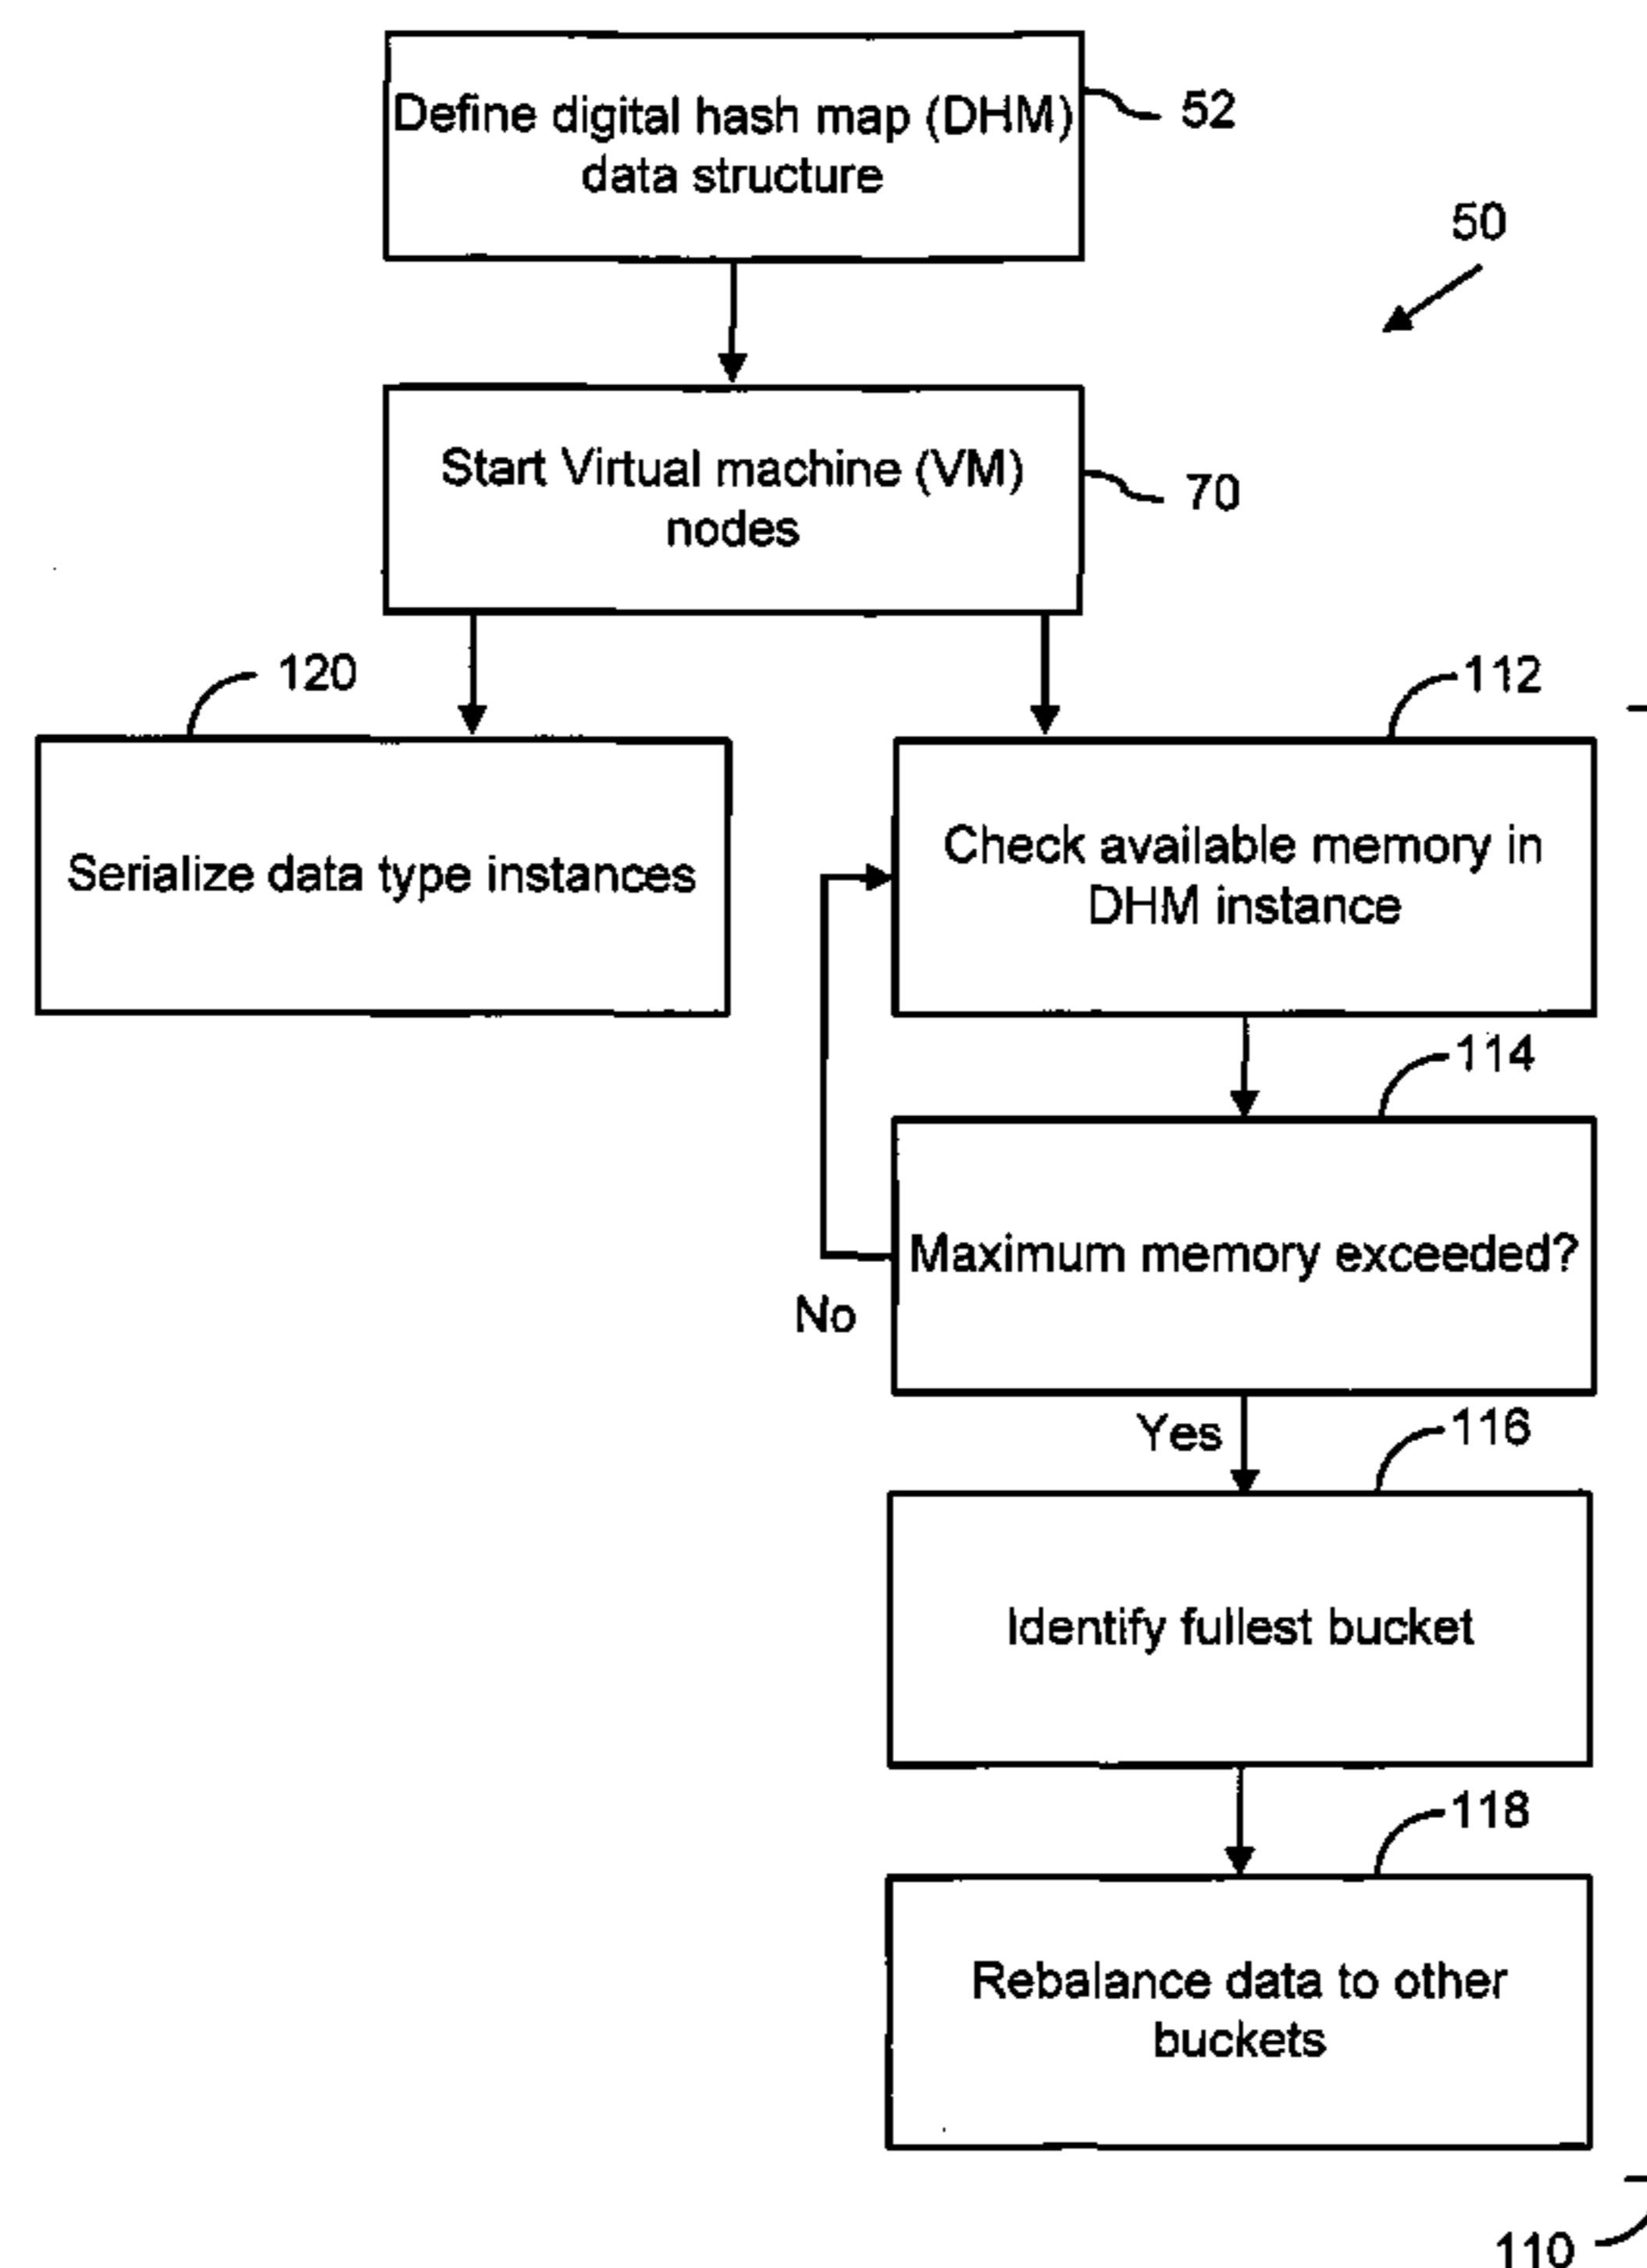 Define digital hash map (DHM)
data structure
52
50
Start Virtual machine (VM)
nodes
70
120
112
Serialize data type instances
Check available memory in
DHM instance
114
Maximum memory exceeded?
No
Yes
116
Identify fullest bucket
118
Rebalance data to other
buckets
110